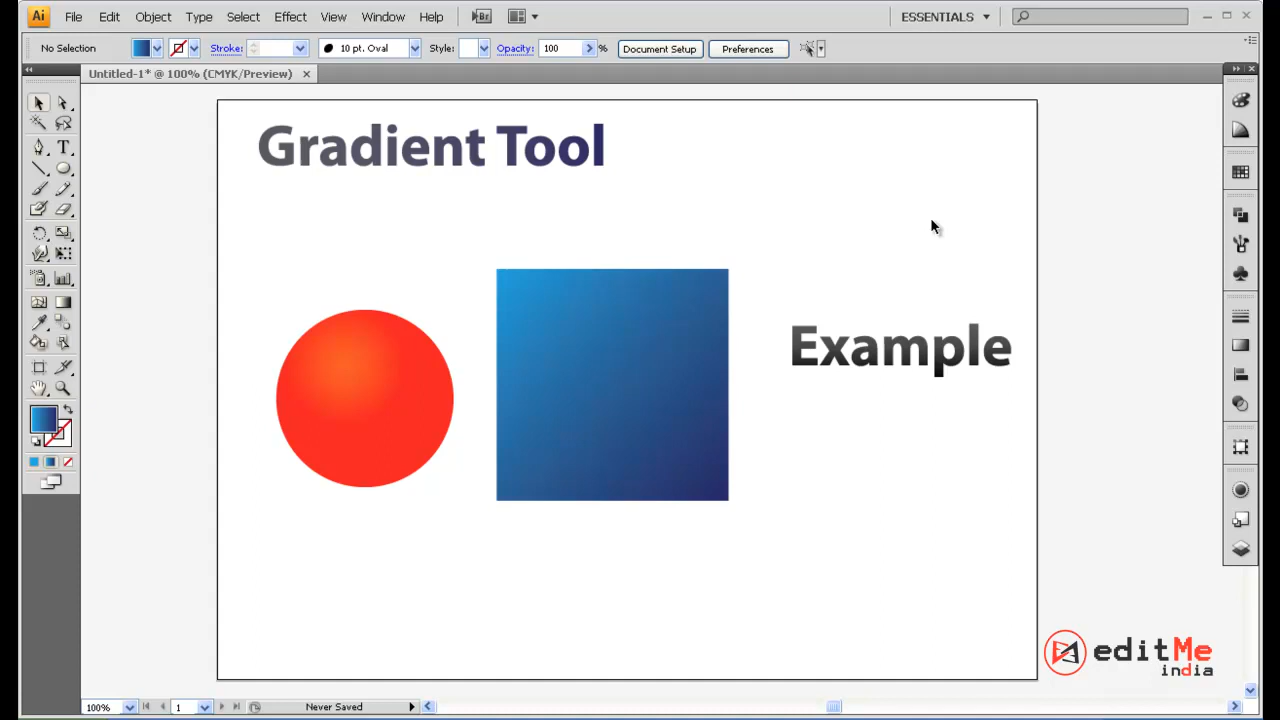 Ai File Edit Object Type Select Effect View Window Help Br ESSENTIALS
No Selection Stroke: 10 pt. Oval Style: Opacity: 100 % Document Setup Preferences
Untitled-1* @ 100% (CMYK/Preview)
Gradient Tool
Example
editMe
india
100% 1 Never Saved